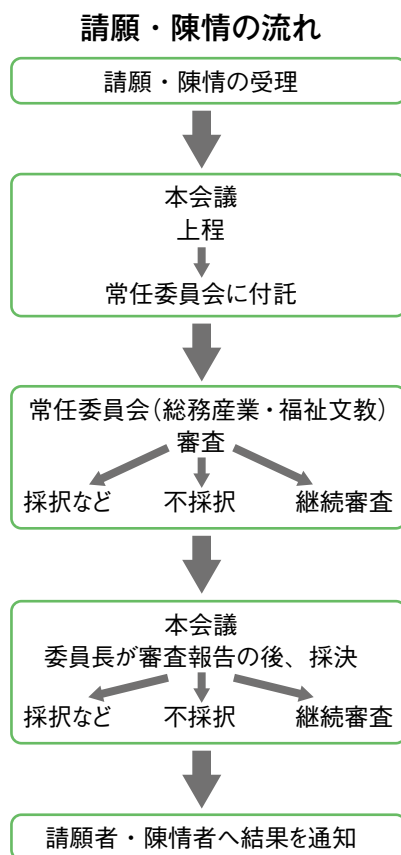 請願・陳情の流れ
請願・陳情の受理
本会議
上程
常任委員会に付託
常任委員会(総務産業・福祉文教)
審査
採択など 不採択 継続審査
本会議
委員長が審査報告の後、採決
採択など 不採択 継続審査
請願者・陳情者へ結果を通知